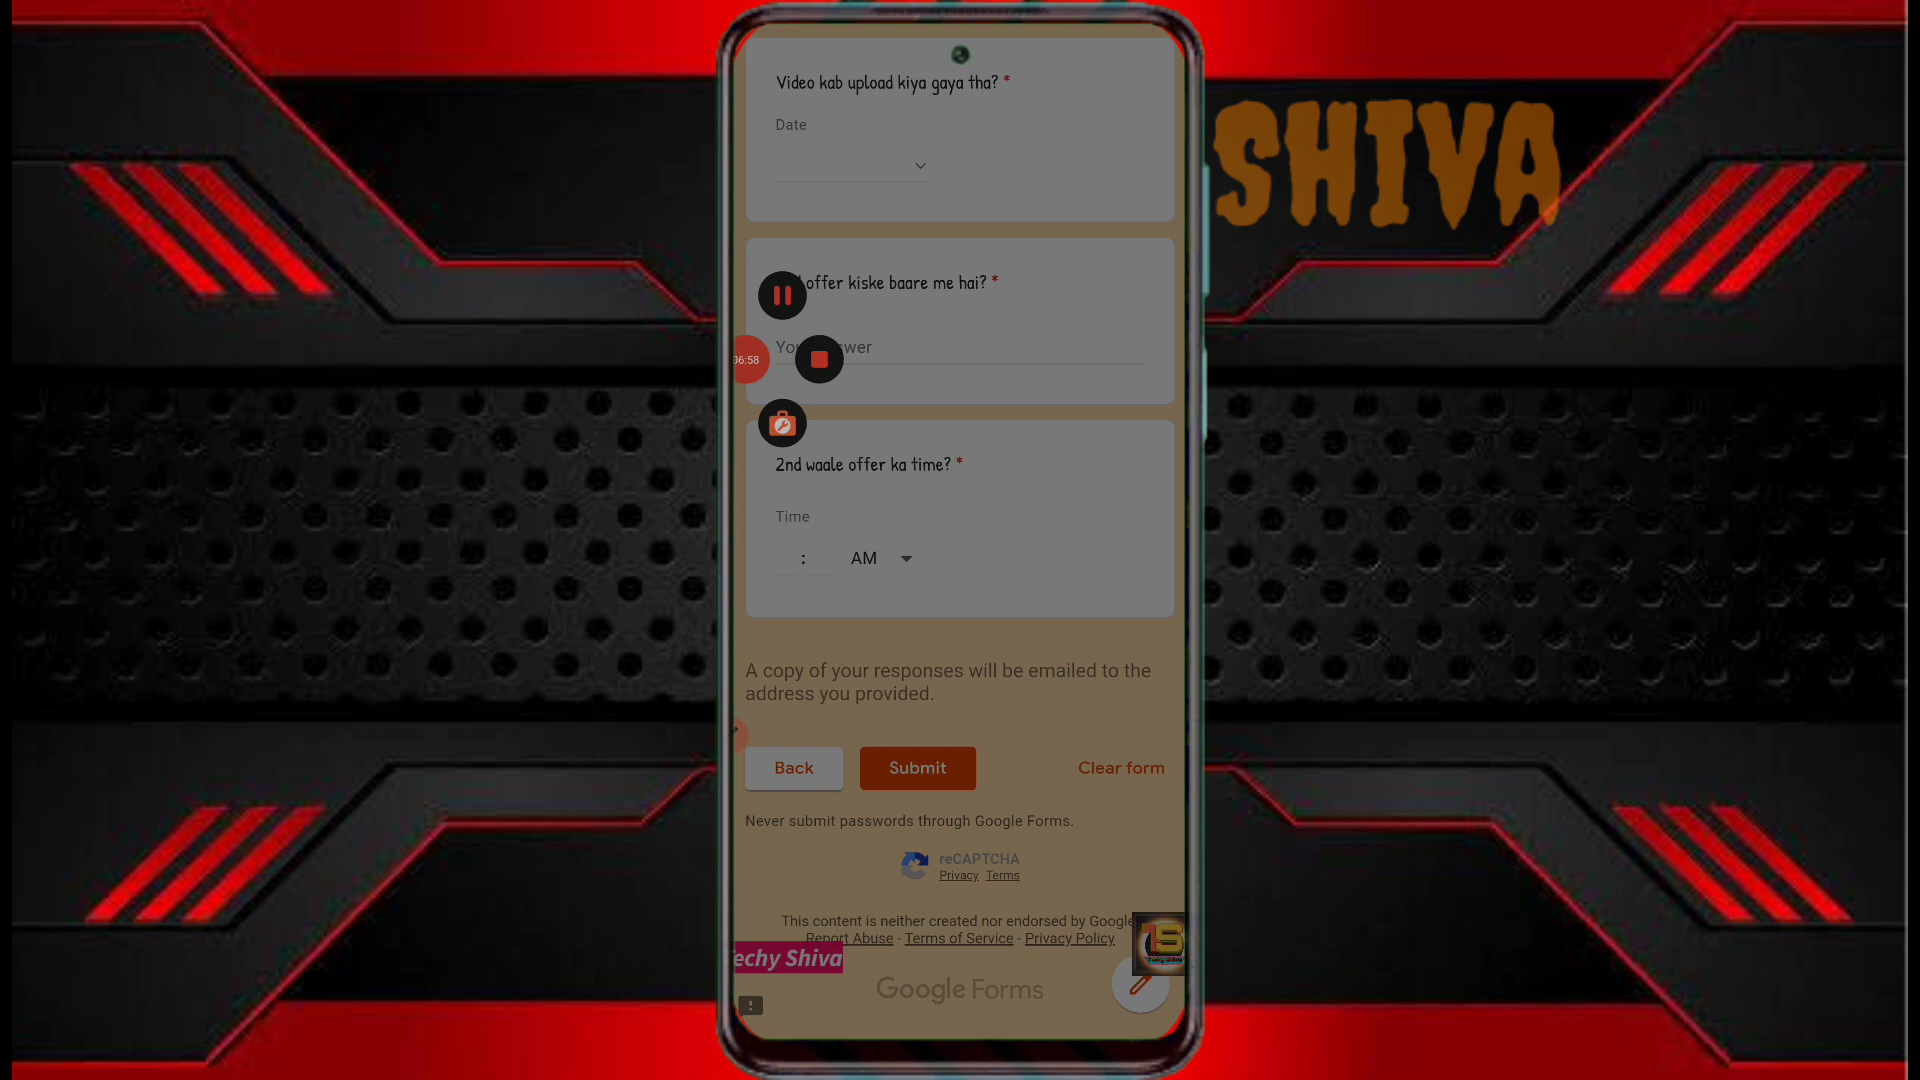 SHIVA
Video kab upload kiya gaya tha? *
Date
offer kiske baare me hai? *
06:58
2nd waale offer ka time? *
Time
: AM
A copy of your responses will be emailed to the
address you provided.
Back Submit Clear form
Never submit passwords through Google Forms.
reCAPTCHA
Privacy Terms
This content is neither created nor endorsed by Google
Report Abuse - Terms of Service - Privacy Policy
echy Shiva
TS
Google Forms